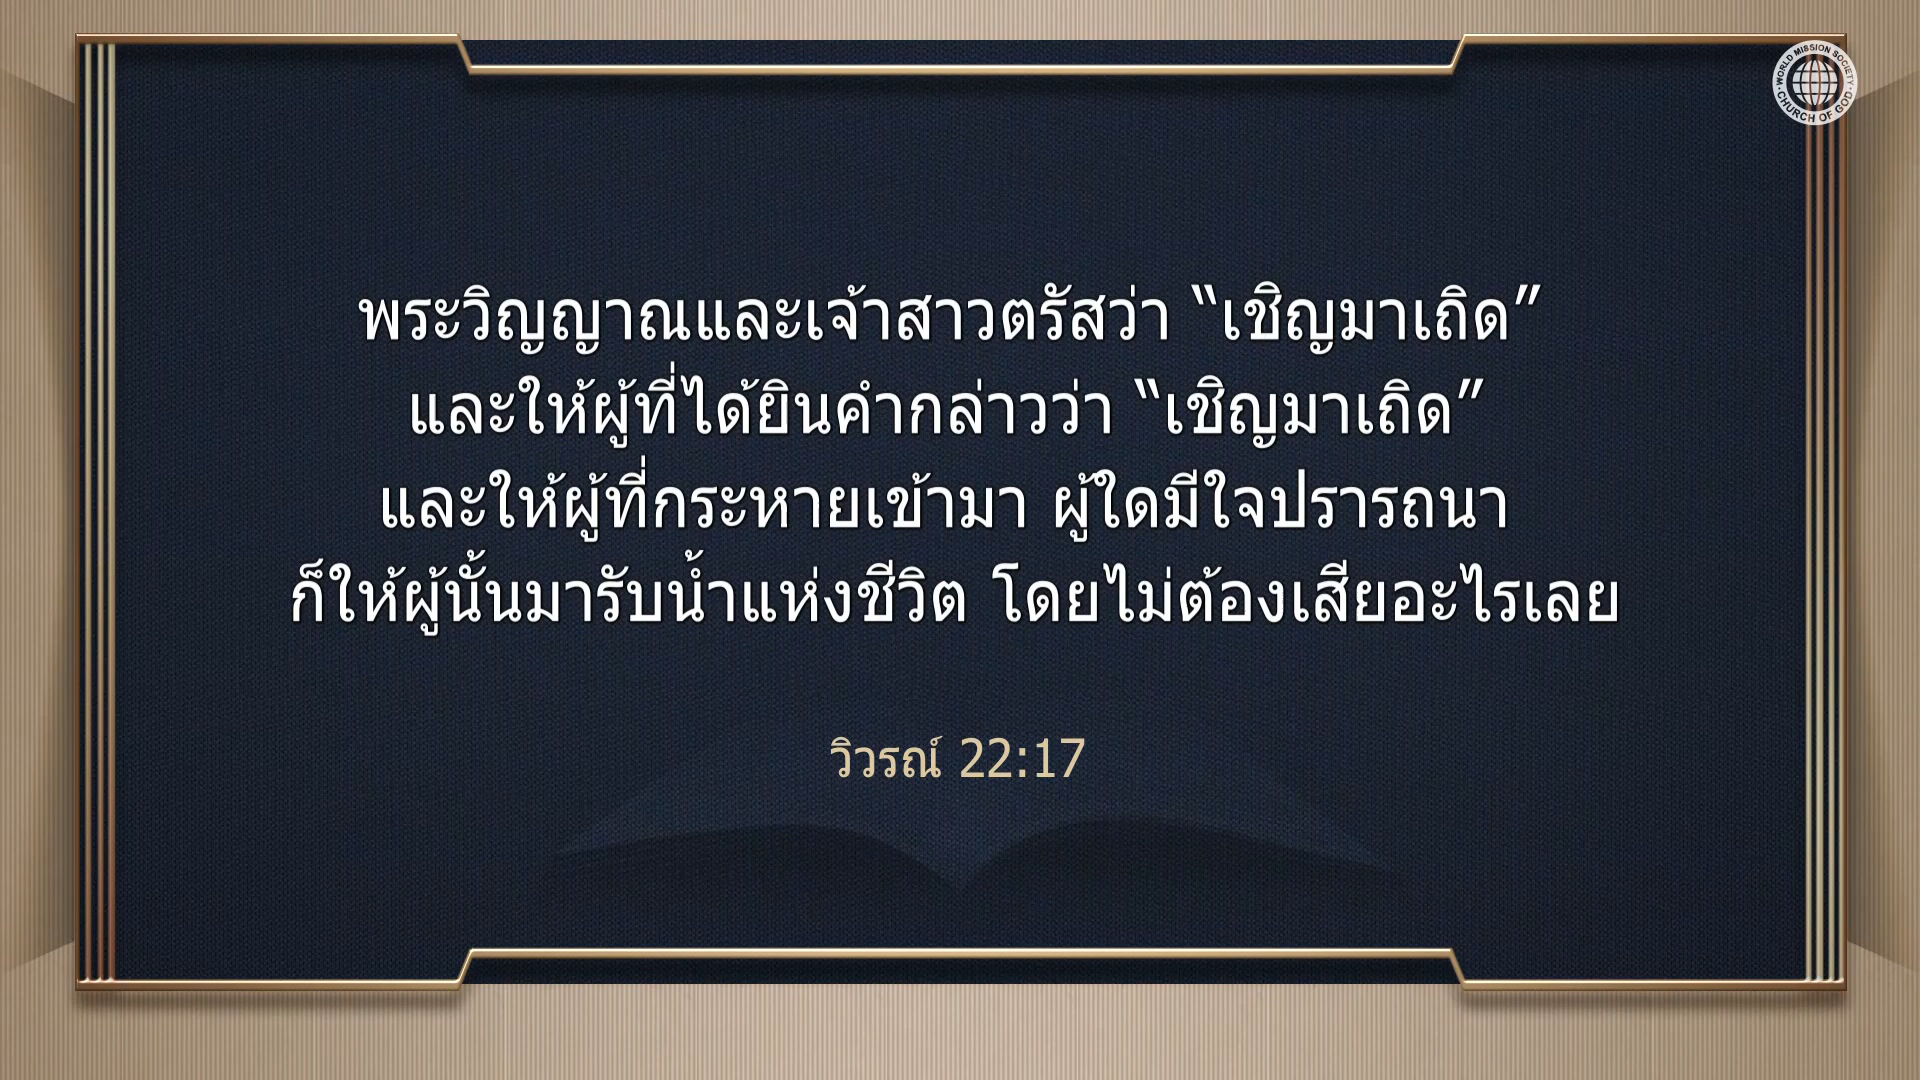 WORLD MISSION SOCIETY
CHURCH OF GOD
พระวิญญาณและเจ้าสาวตรัสว่า “เชิญมาเถิด”
และให้ผู้ที่ได้ยินคำกล่าวว่า “เชิญมาเถิด”
และให้ผู้ที่กระหายเข้ามา ผู้ใดมีใจปรารถนา
ก็ให้ผู้นั้นมารับน้ำแห่งชีวิต โดยไม่ต้องเสียอะไรเลย
วิวรณ์ 22:17